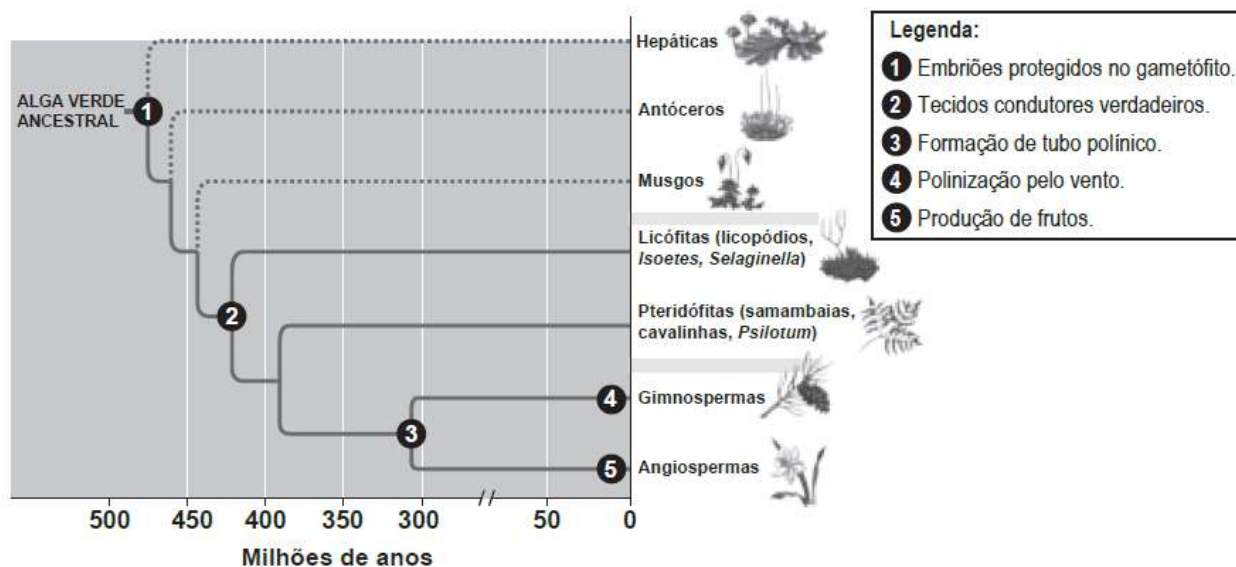 ALGA VERDE
ANCESTRAL
1
2
3
4
5
Hepáticas
Antóceros
Musgos
Licófitas (licopódios,
Isoetes, Selaginella)
Pteridófitas (samambaias,
cavalinhas, Psilotum)
Gimnospermas
Angiospermas
500 450 400 350 300 // 50 0
Milhões de anos
Legenda:
1 Embriões protegidos no gametófito.
2 Tecidos condutores verdadeiros.
3 Formação de tubo polínico.
4 Polinização pelo vento.
5 Produção de frutos.